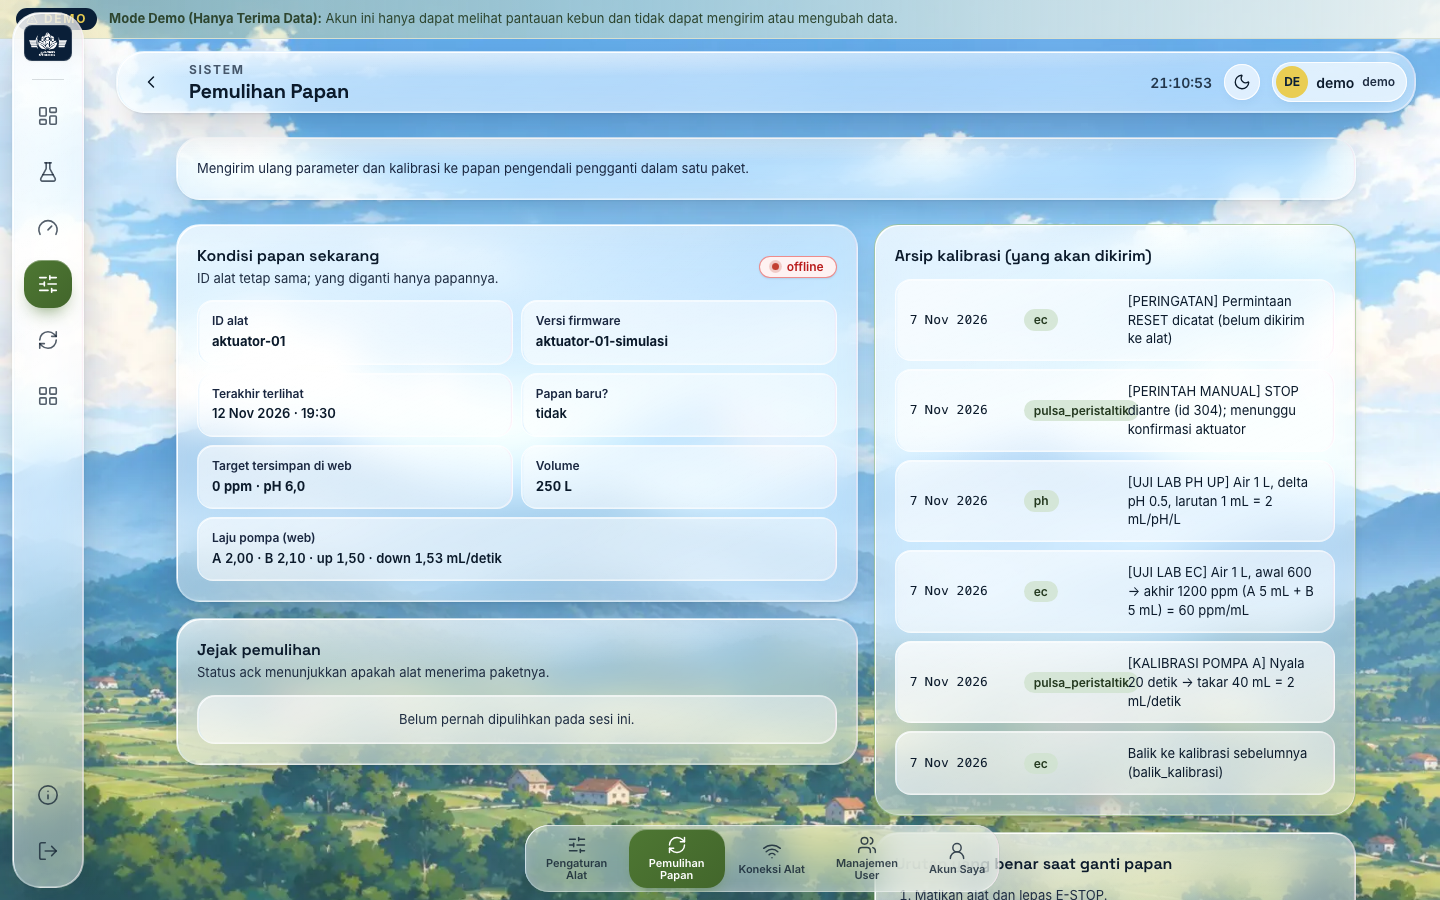 DEMO
Mode Demo (Hanya Terima Data): Akun ini hanya dapat melihat pantauan kebun dan tidak dapat mengirim atau mengubah data.
SISTEM
Pemulihan Papan
21:10:53
DE
demo
demo
Mengirim ulang parameter dan kalibrasi ke papan pengendali pengganti dalam satu paket.
Kondisi papan sekarang
ID alat tetap sama; yang diganti hanya papannya.
offline
ID alat
aktuator-01
Versi firmware
aktuator-01-simulasi
Terakhir terlihat
12 Nov 2026 · 19:30
Papan baru?
tidak
Target tersimpan di web
0 ppm · pH 6,0
Volume
250 L
Laju pompa (web)
A 2,00 · B 2,10 · up 1,50 · down 1,53 mL/detik
Jejak pemulihan
Status ack menunjukkan apakah alat menerima paketnya.
Belum pernah dipulihkan pada sesi ini.
Arsip kalibrasi (yang akan dikirim)
7 Nov 2026
ec
[PERINGATAN] Permintaan
RESET dicatat (belum dikirim
ke alat)
7 Nov 2026
pulsa_peristaltik
[PERINTAH MANUAL] STOP
diantre (id 304); menunggu
konfirmasi aktuator
7 Nov 2026
ph
[UJI LAB PH UP] Air 1 L, delta
pH 0.5, larutan 1 mL = 2
mL/pH/L
7 Nov 2026
ec
[UJI LAB EC] Air 1 L, awal 600
→ akhir 1200 ppm (A 5 mL + B
5 mL) = 60 ppm/mL
7 Nov 2026
pulsa_peristaltik
[KALIBRASI POMPA A] Nyala
20 detik → takar 40 mL = 2
mL/detik
7 Nov 2026
ec
Balik ke kalibrasi sebelumnya
(balik_kalibrasi)
benar saat ganti papan
1. Matikan alat dan lepas E-STOP.
Pengaturan
Alat
Pemulihan
Papan
Koneksi Alat
Manajemen
User
Akun Saya